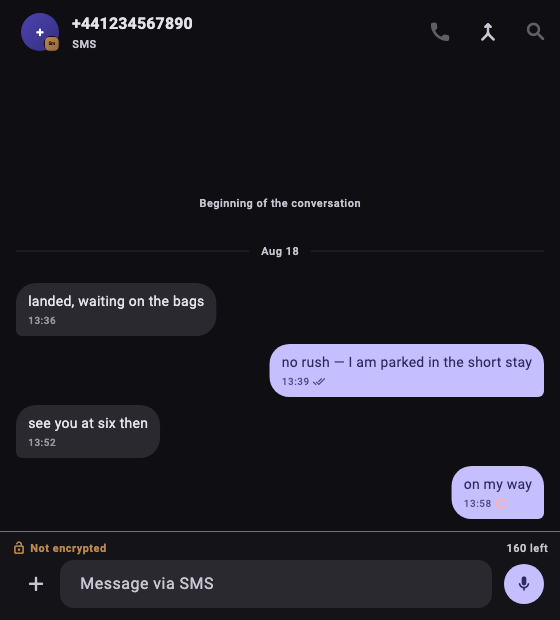 +441234567890
SMS
Beginning of the conversation
Aug 18
landed, waiting on the bags
13:36
no rush — I am parked in the short stay
13:39
see you at six then
13:52
on my way
13:58
Not encrypted
160 left
Message via SMS